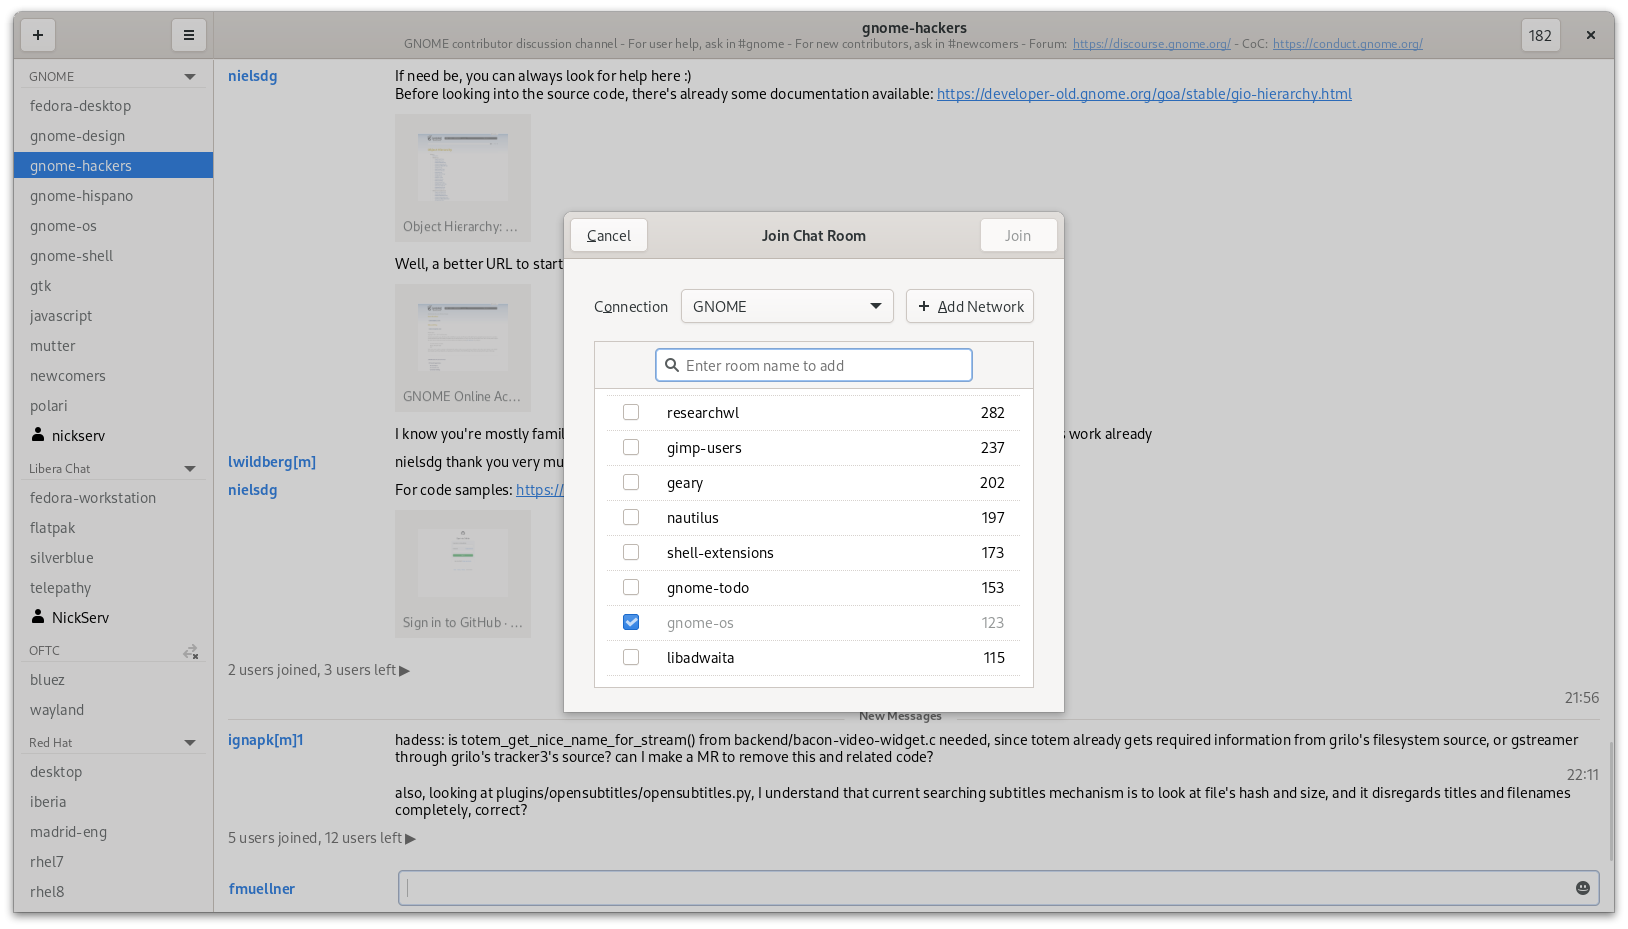 gnome-hackers
GNOME contributor discussion channel - For user help, ask in #gnome - For new contributors, ask in #newcomers - Forum: https://discourse.gnome.org/ - CoC: https://conduct.gnome.org/
182
GNOME
fedora-desktop
gnome-design
gnome-hackers
gnome-hispano
gnome-os
gnome-shell
gtk
javascript
mutter
newcomers
polari
nickserv
Libera Chat
fedora-workstation
flatpak
silverblue
telepathy
NickServ
OFTC
bluez
wayland
Red Hat
desktop
iberia
madrid-eng
rhel7
rhel8
nielsdg
If need be, you can always look for help here :)
Before looking into the source code, there's already some documentation available: https://developer-old.gnome.org/goa/stable/gio-hierarchy.html
Object Hierarchy: ...
Well, a better URL to start
GNOME Online Ac...
I know you're mostly famil
work already
lwildberg[m]
nielsdg thank you very mu
nielsdg
For code samples: https://
Sign in to GitHub · ...
2 users joined, 3 users left ▶
21:56
New Messages
ignapk[m]1
hadess: is totem_get_nice_name_for_stream() from backend/bacon-video-widget.c needed, since totem already gets required information from grilo's filesystem source, or gstreamer
through grilo's tracker3's source? can I make a MR to remove this and related code?
22:11
also, looking at plugins/opensubtitles/opensubtitles.py, I understand that current searching subtitles mechanism is to look at file's hash and size, and it disregards titles and filenames
completely, correct?
5 users joined, 12 users left ▶
fmuellner
Cancel
Join Chat Room
Join
Connection
GNOME
+ Add Network
Enter room name to add
researchwl 282
gimp-users 237
geary 202
nautilus 197
shell-extensions 173
gnome-todo 153
gnome-os 123
libadwaita 115